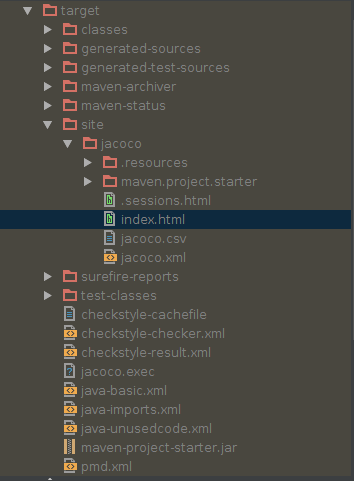 target
classes
generated-sources
generated-test-sources
maven-archiver
maven-status
site
jacoco
.resources
maven.project.starter
.sessions.html
index.html
jacoco.csv
jacoco.xml
surefire-reports
test-classes
checkstyle-cachefile
checkstyle-checker.xml
checkstyle-result.xml
jacoco.exec
java-basic.xml
java-imports.xml
java-unusedcode.xml
maven-project-starter.jar
pmd.xml